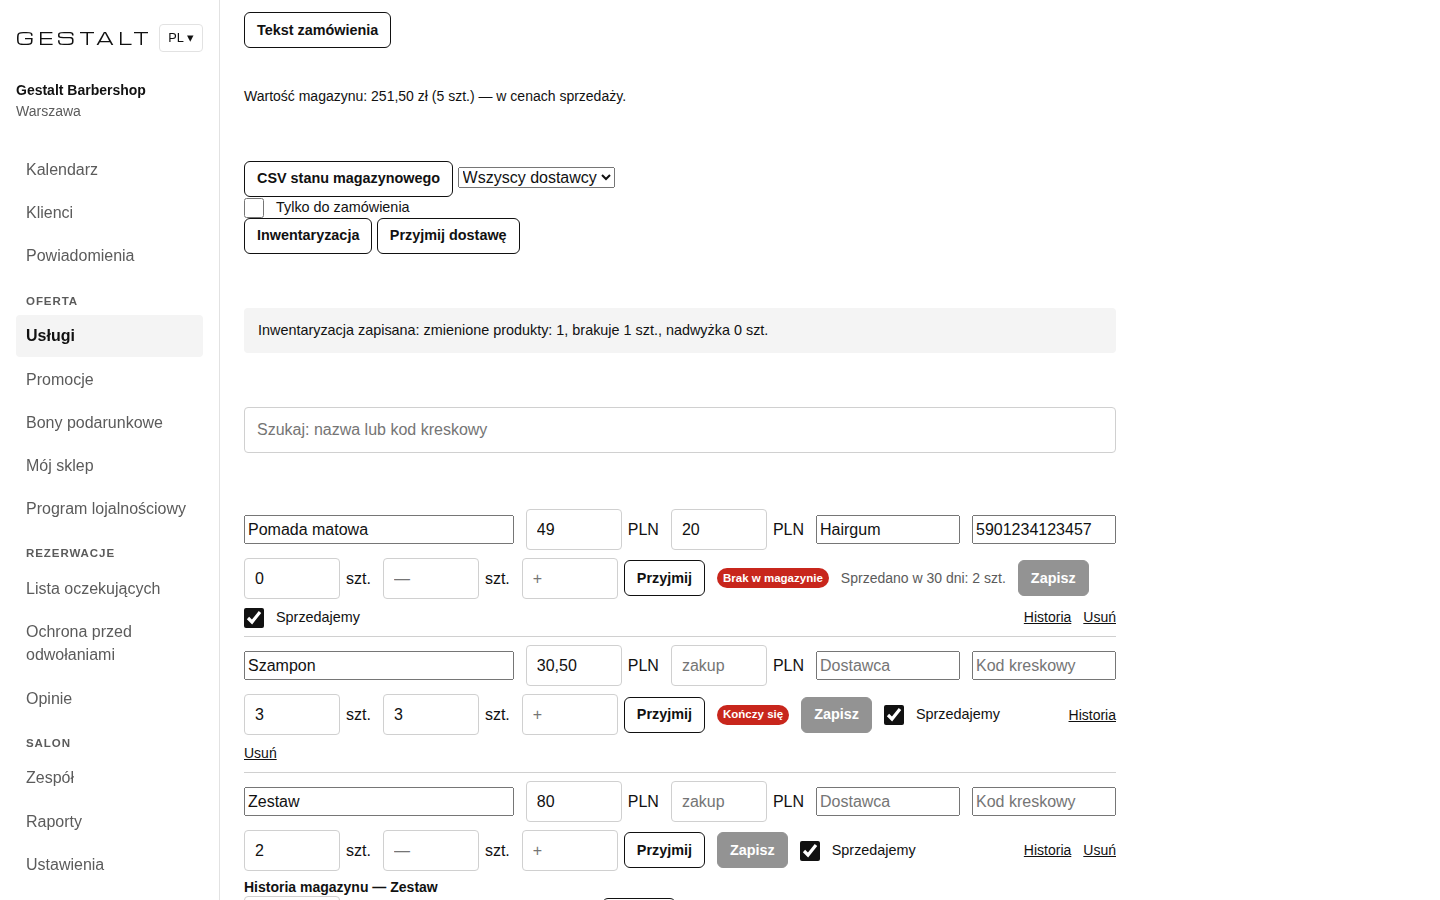 GESTALT PL ▾
Gestalt Barbershop
Warszawa
Kalendarz
Klienci
Powiadomienia
OFERTA
Usługi
Promocje
Bony podarunkowe
Mój sklep
Program lojalnościowy
REZERWACJE
Lista oczekujących
Ochrona przed
odwołaniami
Opinie
SALON
Zespół
Raporty
Ustawienia
Tekst zamówienia
Wartość magazynu: 251,50 zł (5 szt.) — w cenach sprzedaży.
CSV stanu magazynowego Wszyscy dostawcy
Tylko do zamówienia
Inwentaryzacja Przyjmij dostawę
Inwentaryzacja zapisana: zmienione produkty: 1, brakuje 1 szt., nadwyżka 0 szt.
Szukaj: nazwa lub kod kreskowy
Pomada matowa 49 PLN 20 PLN Hairgum 5901234123457
0 szt. — szt. + Przyjmij Brak w magazynie Sprzedano w 30 dni: 2 szt. Zapisz
Sprzedajemy Historia Usuń
Szampon 30,50 PLN zakup PLN Dostawca Kod kreskowy
3 szt. 3 szt. + Przyjmij Kończy się Zapisz Sprzedajemy Historia
Usuń
Zestaw 80 PLN zakup PLN Dostawca Kod kreskowy
2 szt. — szt. + Przyjmij Zapisz Sprzedajemy Historia Usuń
Historia magazynu — Zestaw